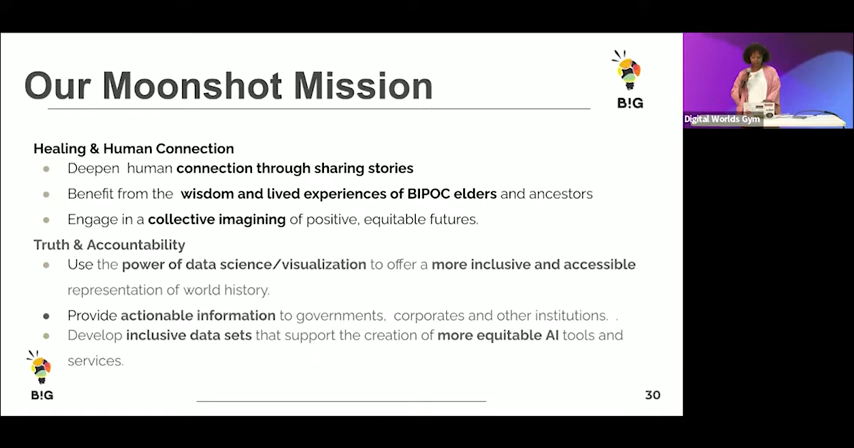 Our Moonshot Mission
B!G
Digital Worlds Gym
Healing & Human Connection
● Deepen human connection through sharing stories
● Benefit from the wisdom and lived experiences of BIPOC elders and ancestors
● Engage in a collective imagining of positive, equitable futures.
Truth & Accountability
● Use the power of data science/visualization to offer a more inclusive and accessible
representation of world history.
● Provide actionable information to governments, corporates and other institutions. .
● Develop inclusive data sets that support the creation of more equitable AI tools and
services.
B!G
30